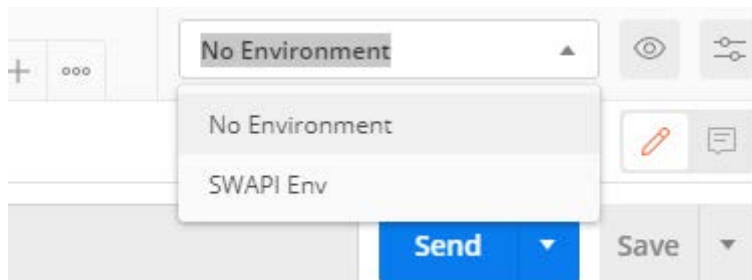 No Environment
No Environment
SWAPI Env
Send
Save